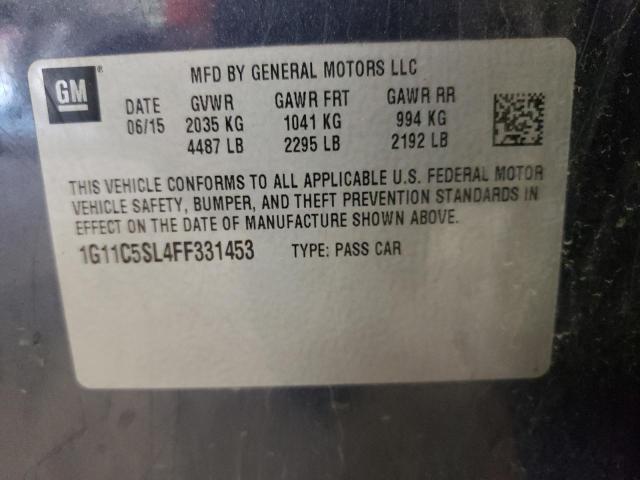 GM ®
MFD BY GENERAL MOTORS LLC
DATE GVWR GAWR FRT GAWR RR
06/15 2035 KG 1041 KG 994 KG
4487 LB 2295 LB 2192 LB
THIS VEHICLE CONFORMS TO ALL APPLICABLE U.S. FEDERAL MOTOR
VEHICLE SAFETY, BUMPER, AND THEFT PREVENTION STANDARDS IN
EFFECT ON THE DATE OF MANUFACTURE SHOWN ABOVE.
1G11C5SL4FF331453 TYPE: PASS CAR